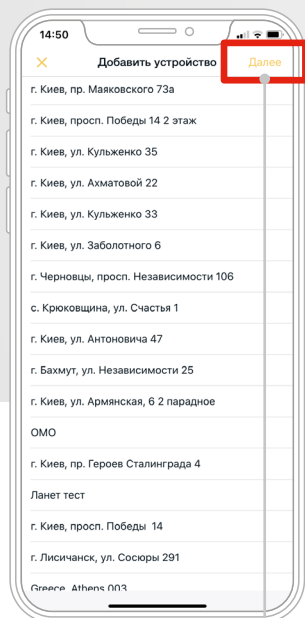 14:50
Добавить устройство
Далее
г. Киев, пр. Маяковского 73а
г. Киев, просп. Победы 14 2 этаж
г. Киев, ул. Кульженко 35
г. Киев, ул. Ахматовой 22
г. Киев, ул. Кульженко 33
г. Киев, ул. Заболотного 6
г. Черновцы, просп. Независимости 106
с. Крюковщина, ул. Счастья 1
г. Киев, ул. Антоновича 47
г. Бахмут, ул. Независимости 25
г. Киев, ул. Армянская, 6 2 парадное
ОМО
г. Киев, пр. Героев Сталинграда 4
Ланет тест
г. Киев, просп. Победы 14
г. Лисичанск, ул. Сосюры 291
Greece, Athens 003